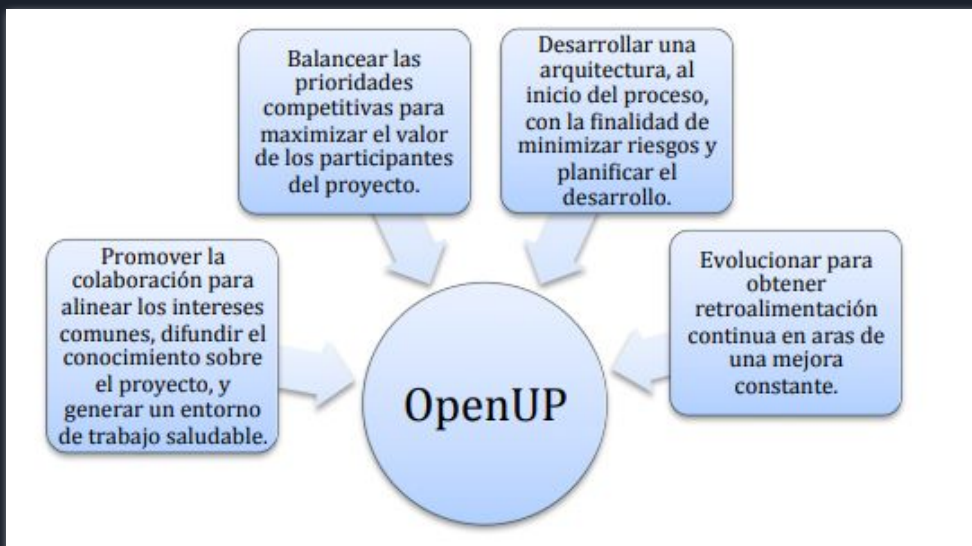 Balancear las
prioridades
competitivas para
maximizar el valor
de los participantes
del proyecto.
Desarrollar una
arquitectura, al
inicio del proceso,
con la finalidad de
minimizar riesgos y
planificar el
desarrollo.
Promover la
colaboración para
alinear los intereses
comunes, difundir el
conocimiento sobre
el proyecto, y
generar un entorno
de trabajo saludable.
Evolucionar para
obtener
retroalimentación
continua en aras de
una mejora
constante.
OpenUP